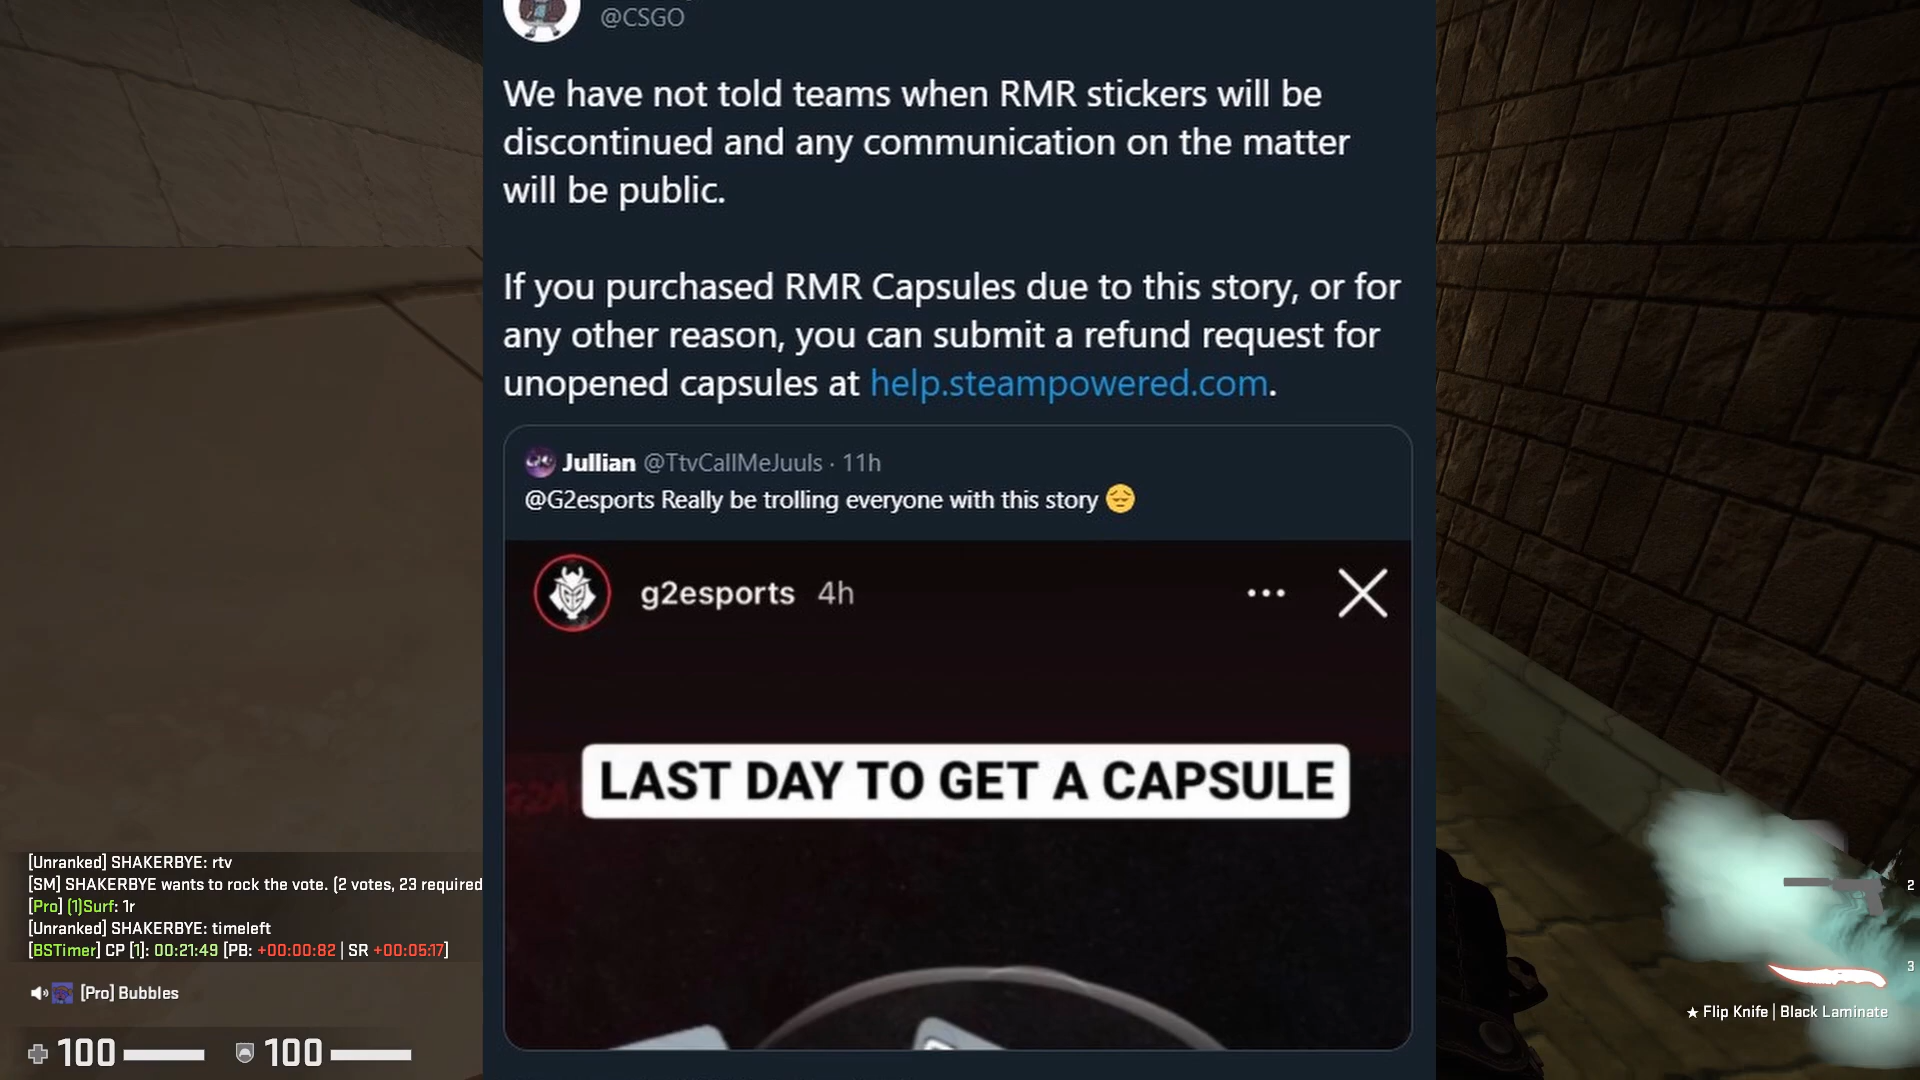 @CSGO
We have not told teams when RMR stickers will be
discontinued and any communication on the matter
will be public.
If you purchased RMR Capsules due to this story, or for
any other reason, you can submit a refund request for
unopened capsules at help.steampowered.com.
Jullian @TtvCallMeJuuls · 11h
@G2esports Really be trolling everyone with this story 😔
g2esports 4h
LAST DAY TO GET A CAPSULE
[Unranked] SHAKERBYE: rtv
[SM] SHAKERBYE wants to rock the vote. (2 votes, 23 required
[Pro] (1)Surf: 1r
[Unranked] SHAKERBYE: timeleft
[BSTimer] CP [1]: 00:21:49 [PB: +00:00:82 | SR +00:05:17]
[Pro] Bubbles
100
100
2
3
★ Flip Knife | Black Laminate